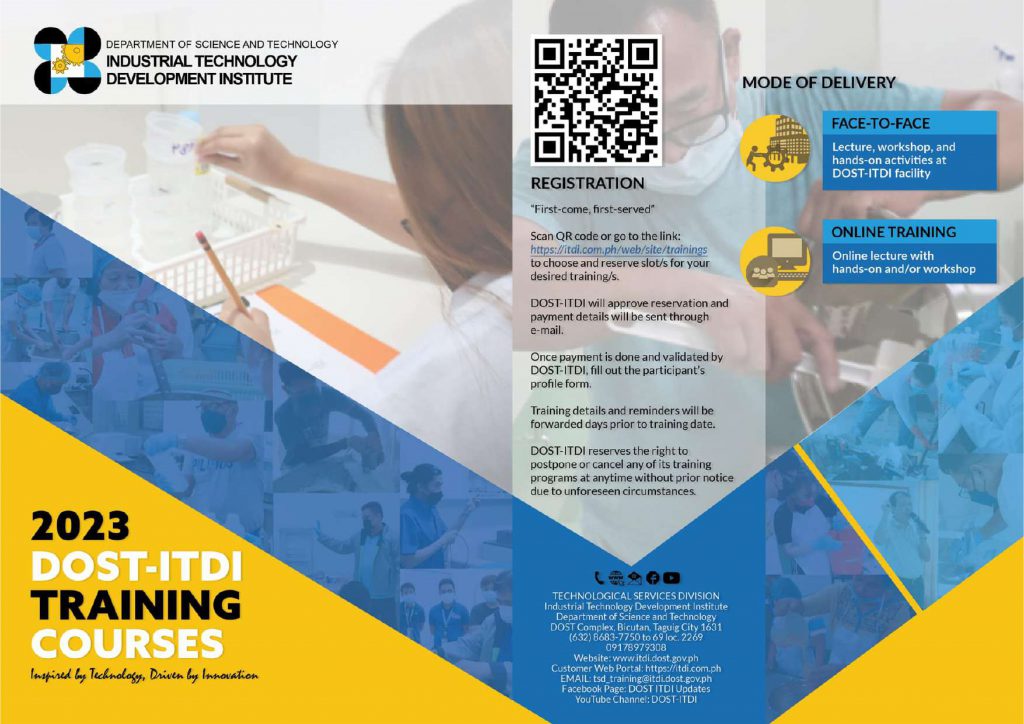 DEPARTMENT OF SCIENCE AND TECHNOLOGY
INDUSTRIAL TECHNOLOGY
DEVELOPMENT INSTITUTE
2023
DOST-ITDI
TRAINING
COURSES
Inspired by Technology, Driven by Innovation
REGISTRATION
“First-come, first-served”
Scan QR code or go to the link:
https://itdi.com.ph/web/site/trainings
to choose and reserve slot/s for your
desired training/s.
DOST-ITDI will approve reservation and
payment details will be sent through
e-mail.
Once payment is done and validated by
DOST-ITDI, fill out the participant’s
profile form.
Training details and reminders will be
forwarded days prior to training date.
DOST-ITDI reserves the right to
postpone or cancel any of its training
programs at anytime without prior notice
due to unforeseen circumstances.
TECHNOLOGICAL SERVICES DIVISION
Industrial Technology Development Institute
Department of Science and Technology
DOST Complex, Bicutan, Taguig City 1631
(632) 8683-7750 to 69 loc. 2269
09178979308
Website: www.itdi.dost.gov.ph
Customer Web Portal: https://itdi.com.ph
EMAIL: tsd_training@itdi.dost.gov.ph
Facebook Page: DOST ITDI Updates
YouTube Channel: DOST-ITDI
MODE OF DELIVERY
FACE-TO-FACE
Lecture, workshop, and
hands-on activities at
DOST-ITDI facility
ONLINE TRAINING
Online lecture with
hands-on and/or workshop